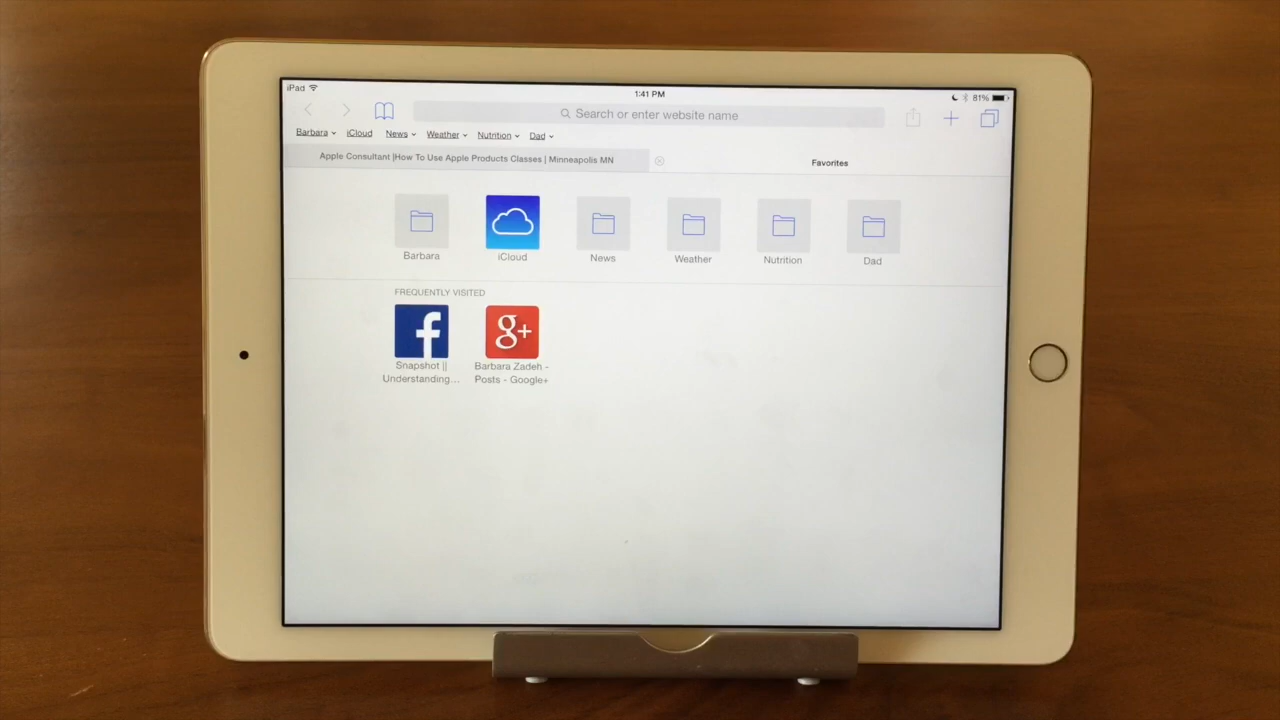 iPad 1:41 PM 81%
Search or enter website name
Barbara iCloud News Weather Nutrition Dad
Apple Consultant |How To Use Apple Products Classes | Minneapolis MN Favorites
Barbara iCloud News Weather Nutrition Dad
FREQUENTLY VISITED
f g+
Snapshot || Barbara Zadeh -
Understanding... Posts - Google+